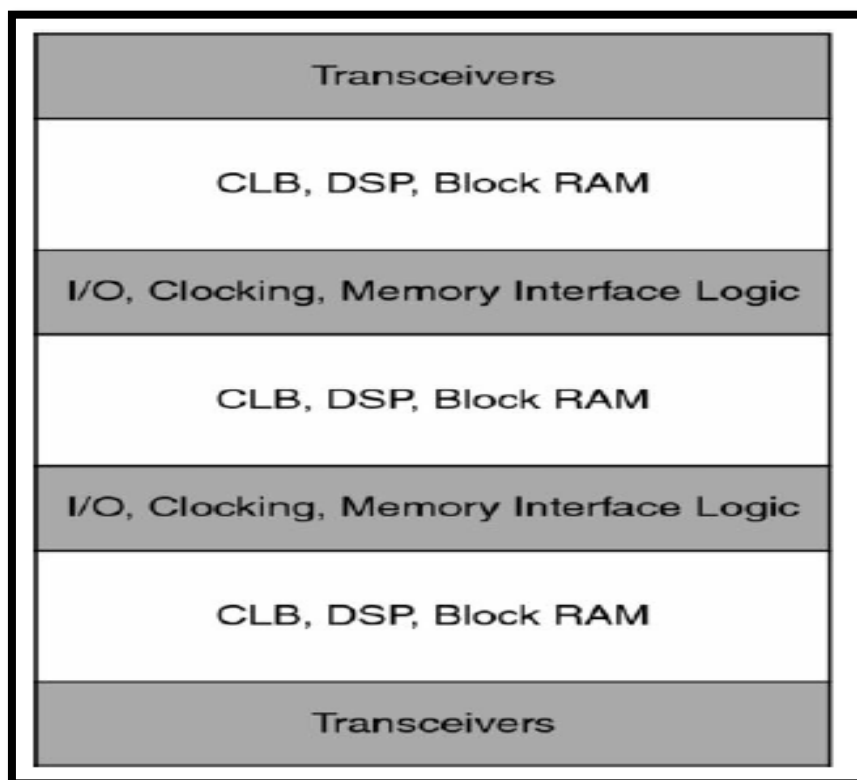 Transceivers
CLB, DSP, Block RAM
I/O, Clocking, Memory Interface Logic
CLB, DSP, Block RAM
I/O, Clocking, Memory Interface Logic
CLB, DSP, Block RAM
Transceivers